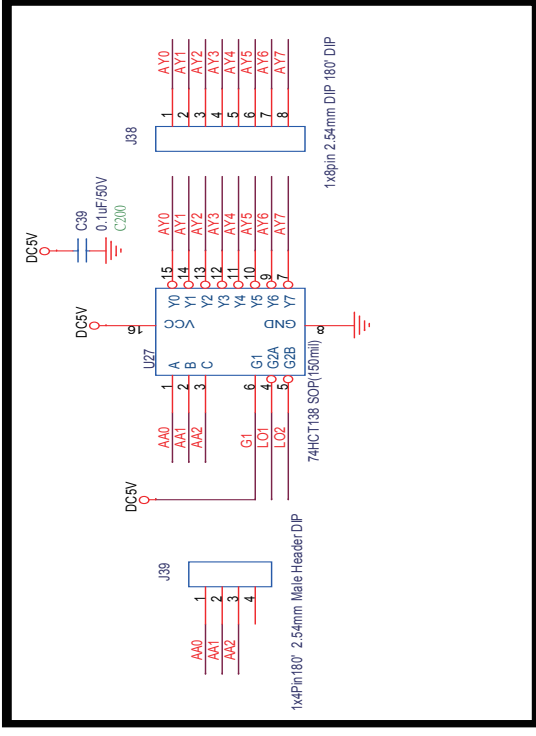 J38
1 AY0
2 AY1
3 AY2
4 AY3
5 AY4
6 AY5
7 AY6
8 AY7
1x8pin 2.54mm DIP 180' DIP
DC5V
C39
0.1uF/50V
C200
DC5V
U27
16 VCC
GND 8
A 1 AA0
B 2 AA1
C 3 AA2
G1 6 G1
G2A 4 LO1
G2B 5 LO2
Y0 15 AY0
Y1 14 AY1
Y2 13 AY2
Y3 12 AY3
Y4 11 AY4
Y5 10 AY5
Y6 9 AY6
Y7 7 AY7
74HCT138 SOP(150mil)
DC5V
J39
1 AA0
2 AA1
3 AA2
4
1x4Pin180' 2.54mm Male Header DIP